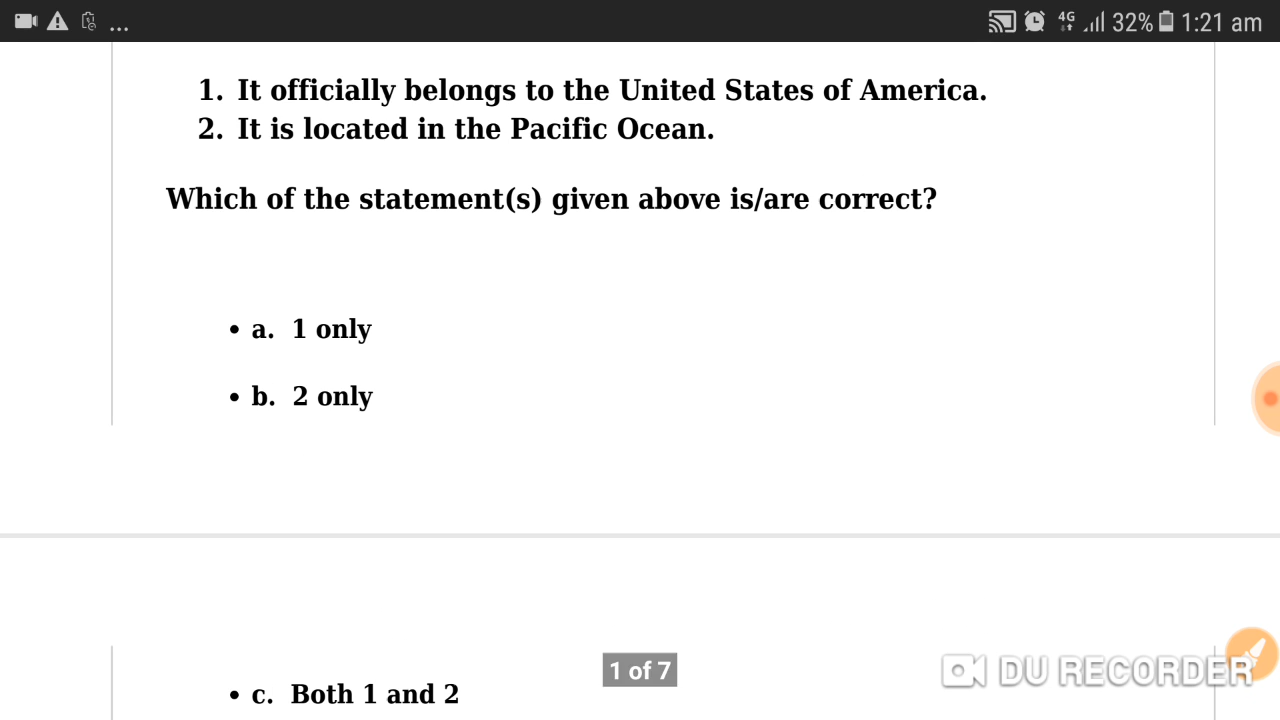 ... 4G 32% 1:21 am
1. It officially belongs to the United States of America.
2. It is located in the Pacific Ocean.
Which of the statement(s) given above is/are correct?
• a. 1 only
• b. 2 only
1 of 7
DU RECORDER
• c. Both 1 and 2